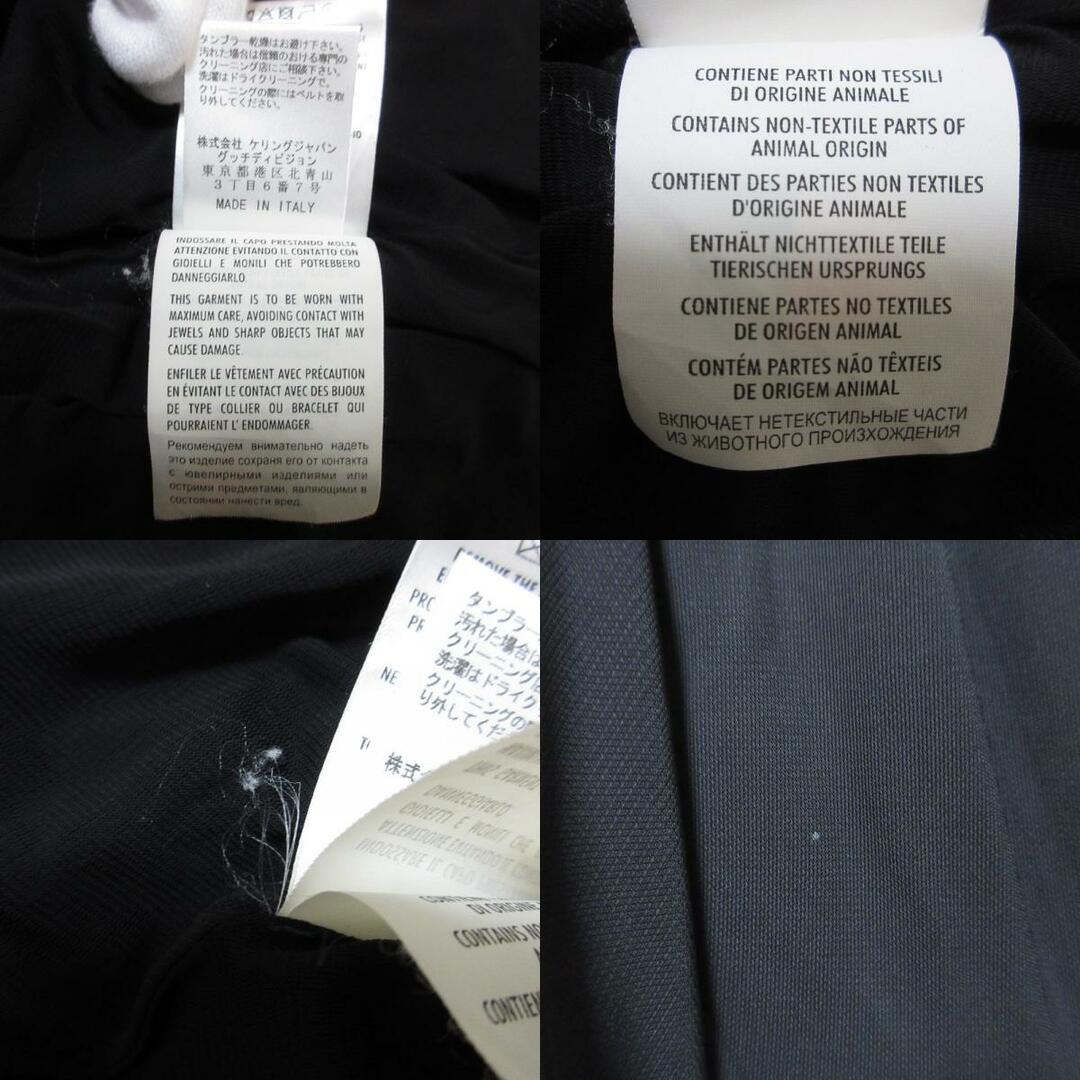 タンブラー乾燥はお避け下さい。
汚れた場合は信頼のおける専門の
クリーニング店にご相談下さい。
洗濯はドライクリーニングで。
クリーニングの際にはベルトを取
り外してください。
株式会社 ケリングジャパン
グッチディビジョン
東京都港区北青山
3丁目6番7号
MADE IN ITALY
INDOSSARE IL CAPO PRESTANDO MOLTA
ATTENZIONE EVITANDO IL CONTATTO CON
GIOIELLI E MONILI CHE POTREBBERO
DANNEGGIARLO.
THIS GARMENT IS TO BE WORN WITH
MAXIMUM CARE, AVOIDING CONTACT WITH
JEWELS AND SHARP OBJECTS THAT MAY
CAUSE DAMAGE.
ENFILER LE VÊTEMENT AVEC PRÉCAUTION
EN ÉVITANT LE CONTACT AVEC DES BIJOUX
DE TYPE COLLIER OU BRACELET QUI
POURRAIENT L' ENDOMMAGER.
Рекомендуем внимательно надеть
это изделие сохраня его от контакта
с ювелирными изделиями или
острими предметами, являющими в
состоянии нанести вред.
CONTIENE PARTI NON TESSILI
DI ORIGINE ANIMALE
CONTAINS NON-TEXTILE PARTS OF
ANIMAL ORIGIN
CONTIENT DES PARTIES NON TEXTILES
D'ORIGINE ANIMALE
ENTHÄLT NICHTTEXTILE TEILE
TIERISCHEN URSPRUNGS
CONTIENE PARTES NO TEXTILES
DE ORIGEN ANIMAL
CONTÉM PARTES NÃO TÊXTEIS
DE ORIGEM ANIMAL
ВКЛЮЧАЕТ НЕТЕКСТИЛЬНЫЕ ЧАСТИ
ИЗ ЖИВОТНОГО ПРОИЗХОЖДЕНИЯ
THE
PRO
NE
タンブラー
汚れた場合は
クリーニング
洗濯はドライク
クリーニングの
り外してくだ
株式
DI ORIGINE
CONTAINS NO
CONTIEN